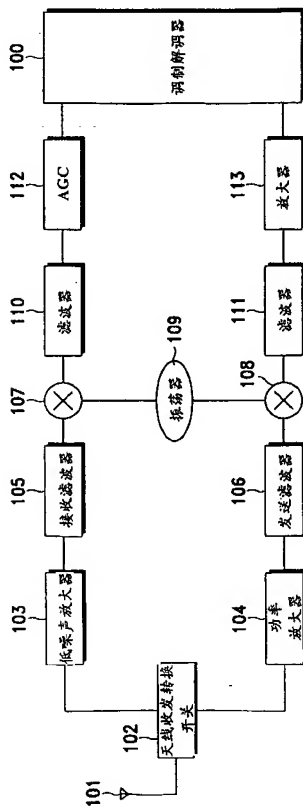 100
调制解调器
112
AGC
113
放大器
110
滤波器
111
滤波器
107
109
振荡器
108
105
接收滤波器
106
发送滤波器
103
低噪声放大器
104
功率
放大器
102
天线收发转换
开关
101